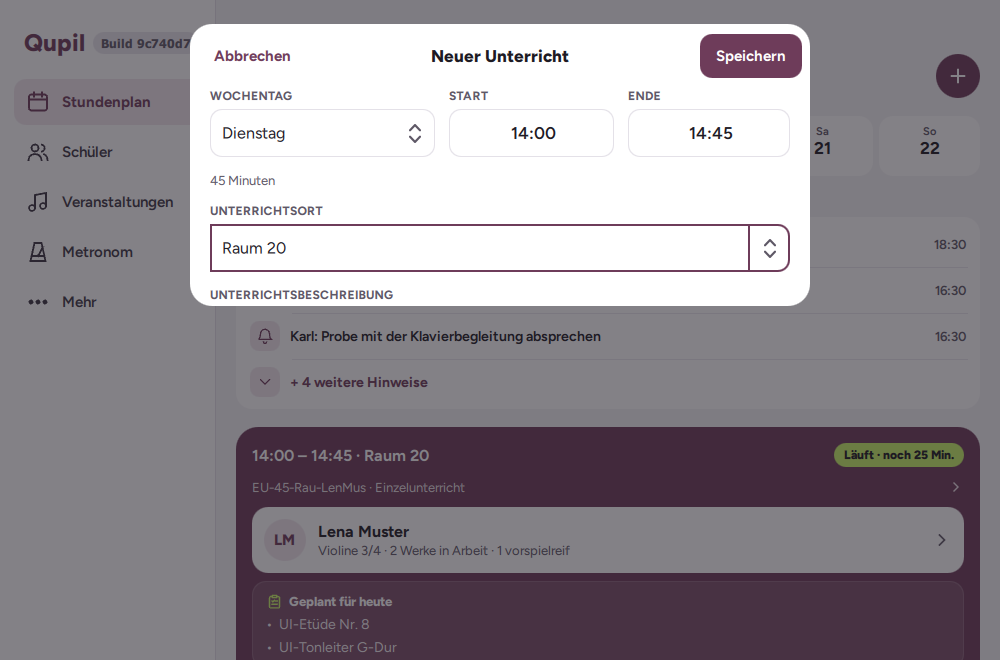 Qupil Build 9c740d7
Stundenplan
Schüler
Veranstaltungen
Metronom
Mehr
Abbrechen Neuer Unterricht Speichern
WOCHENTAG START ENDE
Dienstag 14:00 14:45
45 Minuten
UNTERRICHTSORT
Raum 20
UNTERRICHTSBESCHREIBUNG
Sa So
21 22
18:30
16:30
Karl: Probe mit der Klavierbegleitung absprechen 16:30
+ 4 weitere Hinweise
14:00 – 14:45 · Raum 20 Läuft · noch 25 Min.
EU-45-Rau-LenMus · Einzelunterricht
LM Lena Muster
Violine 3/4 · 2 Werke in Arbeit · 1 vorspielreif
Geplant für heute
• UI-Etüde Nr. 8
• UI-Tonleiter G-Dur